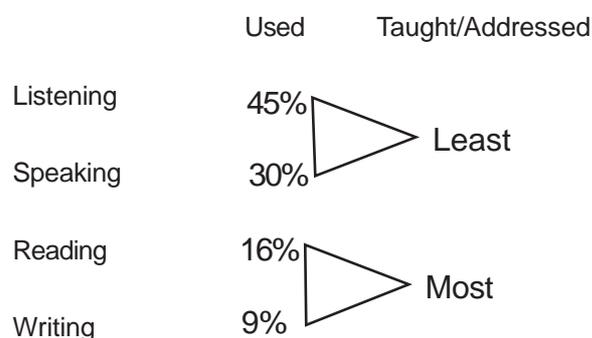 Used Taught/Addressed
Listening 45%
Least
Speaking 30%
Reading 16%
Most
Writing 9%